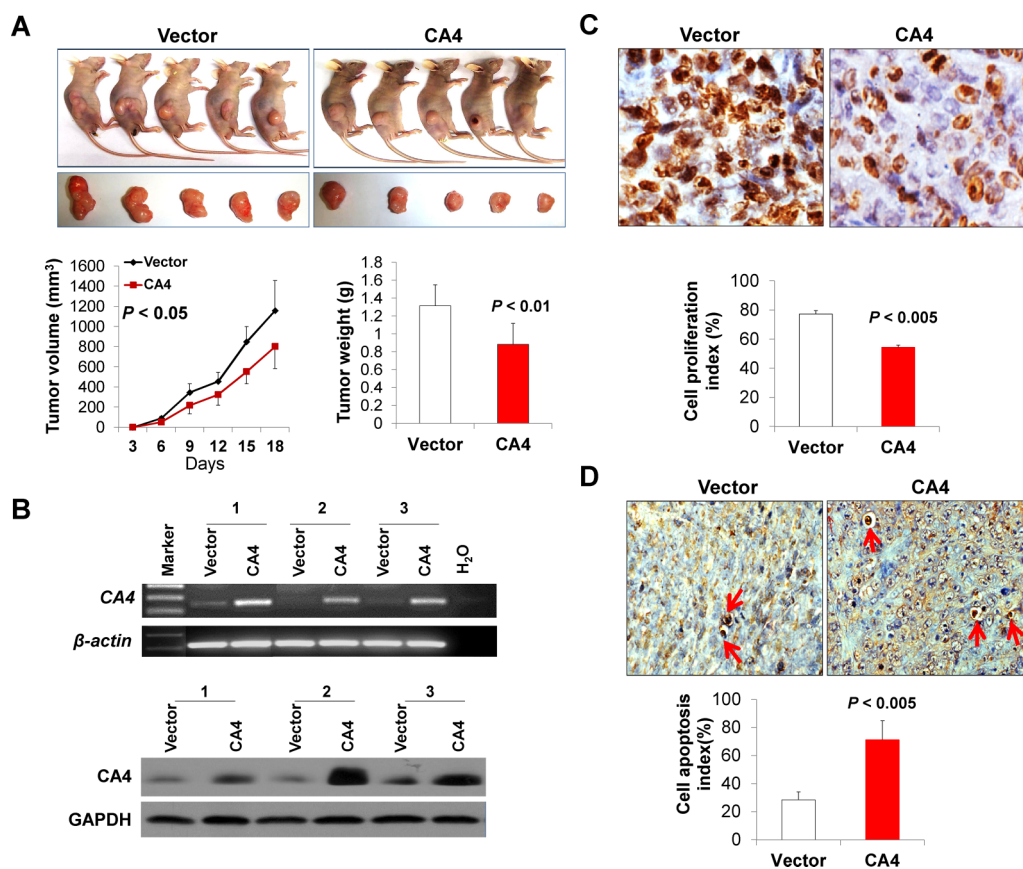 A
Vector
CA4
1600
1400
1200
1000
800
600
400
200
0
Tumor volume (mm³)
Vector
CA4
P < 0.05
3 6 9 12 15 18
Days
1.8
1.6
1.4
1.2
1
0.8
0.6
0.4
0.2
0
Tumor weight (g)
P < 0.01
Vector CA4
B
1 2 3
Marker
Vector
CA4
Vector
CA4
Vector
CA4
H₂O
CA4
β-actin
1 2 3
Vector
CA4
Vector
CA4
Vector
CA4
CA4
GAPDH
C
Vector
CA4
100
80
60
40
20
0
Cell proliferation
index (%)
P < 0.005
Vector CA4
D
Vector
CA4
100
80
60
40
20
0
Cell apoptosis
index(%)
P < 0.005
Vector CA4